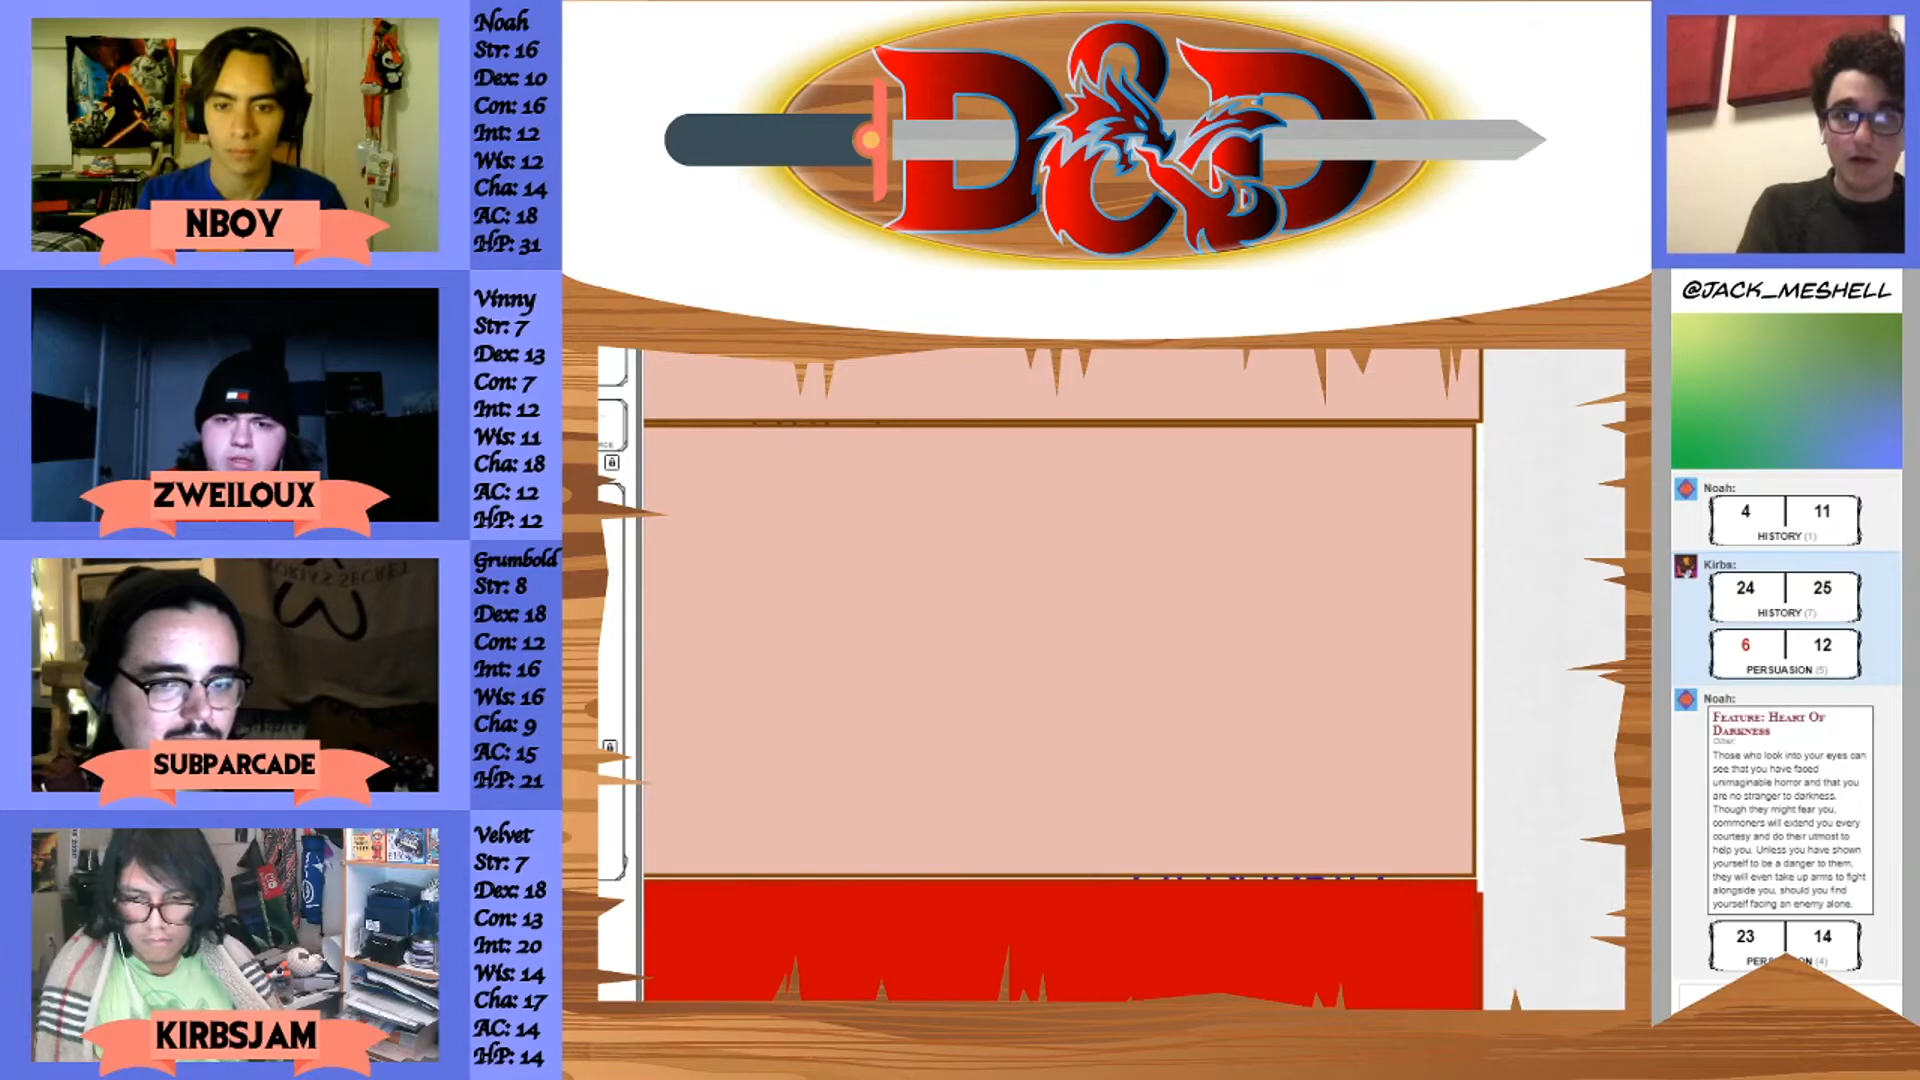 Noah
Str: 16
Dex: 10
Con: 16
Int: 12
Wis: 12
Cha: 14
AC: 18
HP: 31
NBOY
Vinny
Str: 7
Dex: 13
Con: 7
Int: 12
Wis: 11
Cha: 18
AC: 12
HP: 12
ZWEILOUX
Grumbold
Str: 8
Dex: 18
Con: 12
Int: 16
Wis: 16
Cha: 9
AC: 15
HP: 21
SUBPARCADE
Velvet
Str: 7
Dex: 18
Con: 13
Int: 20
Wis: 14
Cha: 17
AC: 14
HP: 14
KIRBSJAM
D&D
@JACK_MESHELL
Noah:
4 11
HISTORY (1)
Kirbs:
24 25
HISTORY (7)
6 12
PERSUASION (5)
Noah:
FEATURE: HEART OF
DARKNESS
Other
Those who look into your eyes can
see that you have faced
unimaginable horror and that you
are no stranger to darkness.
Though they might fear you,
commoners will extend you every
courtesy and do their utmost to
help you. Unless you have shown
yourself to be a danger to them,
they will even take up arms to fight
alongside you, should you find
yourself facing an enemy alone.
23 14
(4)